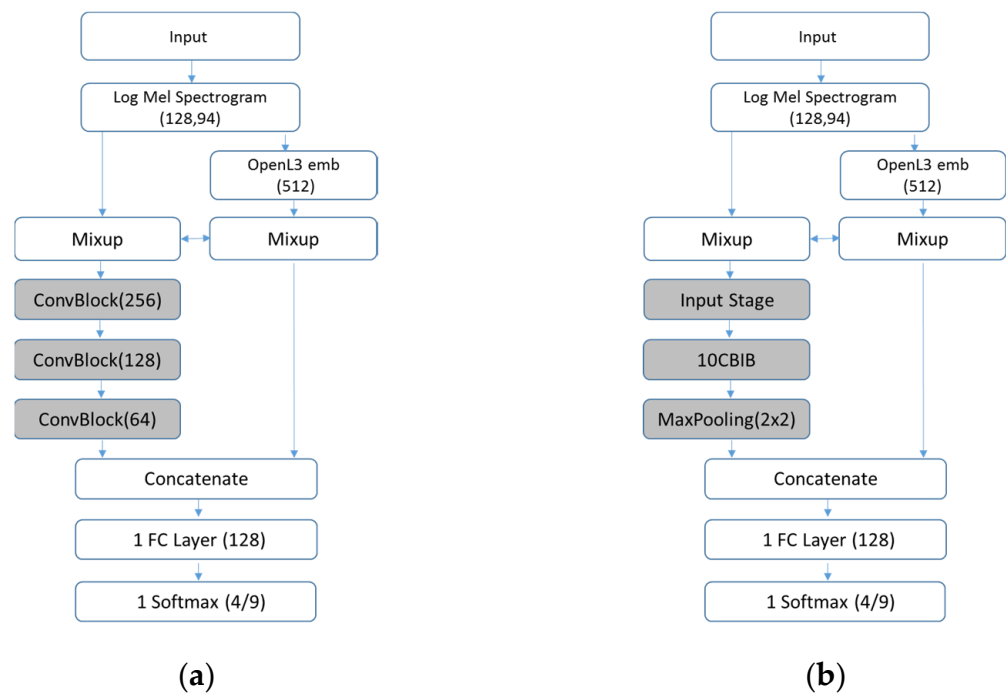 Input
Log Mel Spectrogram
(128,94)
OpenL3 emb
(512)
Mixup
Mixup
ConvBlock(256)
ConvBlock(128)
ConvBlock(64)
Concatenate
1 FC Layer (128)
1 Softmax (4/9)
(a)
Input
Log Mel Spectrogram
(128,94)
OpenL3 emb
(512)
Mixup
Mixup
Input Stage
10CBIB
MaxPooling(2x2)
Concatenate
1 FC Layer (128)
1 Softmax (4/9)
(b)